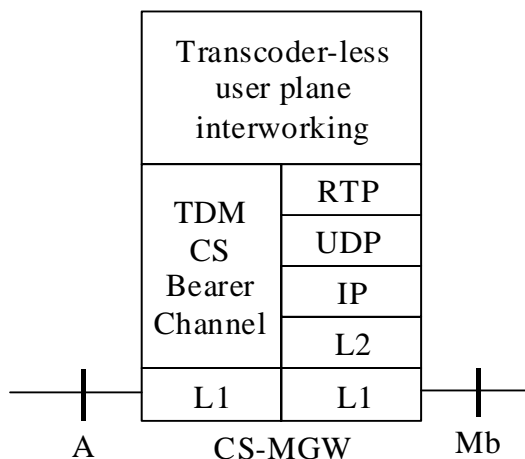 Transcoder-less
user plane
interworking
TDM
CS
Bearer
Channel
RTP
UDP
IP
L2
L1
L1
A
CS-MGW
Mb